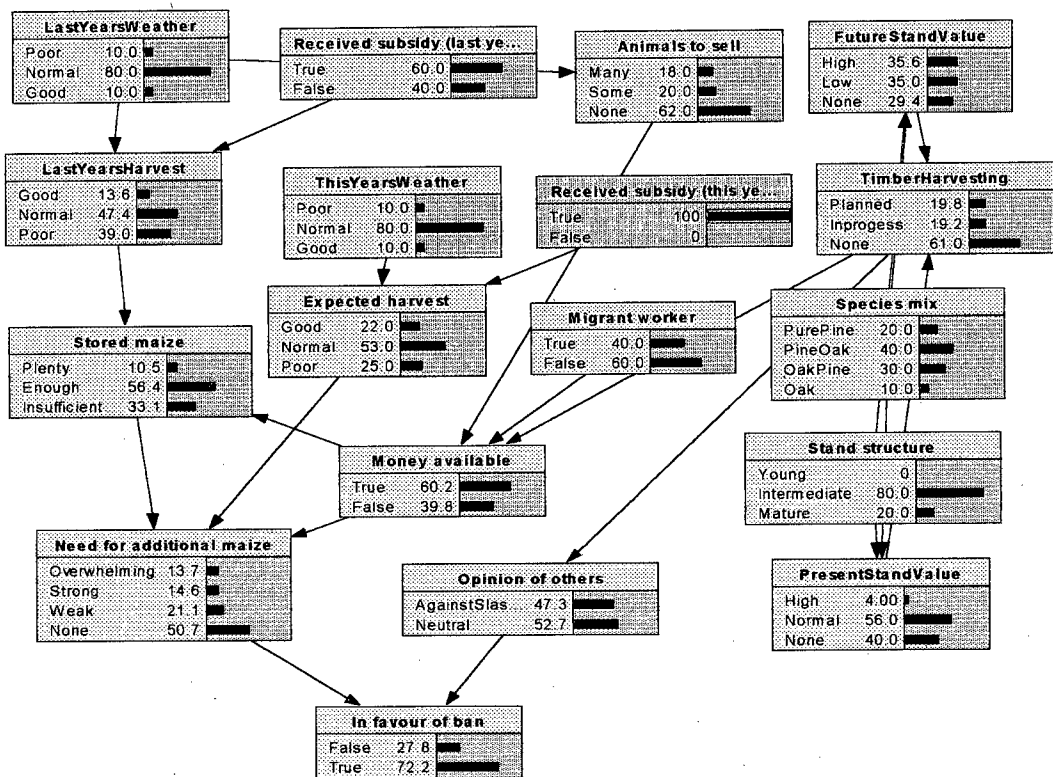 LastYearsWeather
Poor 10.0
Normal 80.0
Good 10.0
Received subsidy (last ye...
True 60.0
False 40.0
Animals to sell
Many 18.0
Some 20.0
None 62.0
FutureStandValue
High 35.6
Low 35.0
None 29.4
LastYearsHarvest
Good 13.6
Normal 47.4
Poor 39.0
ThisYearsWeather
Poor 10.0
Normal 80.0
Good 10.0
Received subsidy (this ye...
True 100
False 0
TimberHarvesting
Planned 19.8
Inprogess 19.2
None 61.0
Expected harvest
Good 22.0
Normal 53.0
Poor 25.0
Migrant worker
True 40.0
False 60.0
Species mix
PurePine 20.0
PineOak 40.0
OakPine 30.0
Oak 10.0
Stored maize
Plenty 10.5
Enough 56.4
Insufficient 33.1
Money available
True 60.2
False 39.8
Stand structure
Young 0
Intermediate 80.0
Mature 20.0
Need for additional maize
Overwhelming 13.7
Strong 14.6
Weak 21.1
None 50.7
Opinion of others
AgainstSlas... 47.3
Neutral 52.7
PresentStandValue
High 4.00
Normal 56.0
None 40.0
In favour of ban
False 27.8
True 72.2